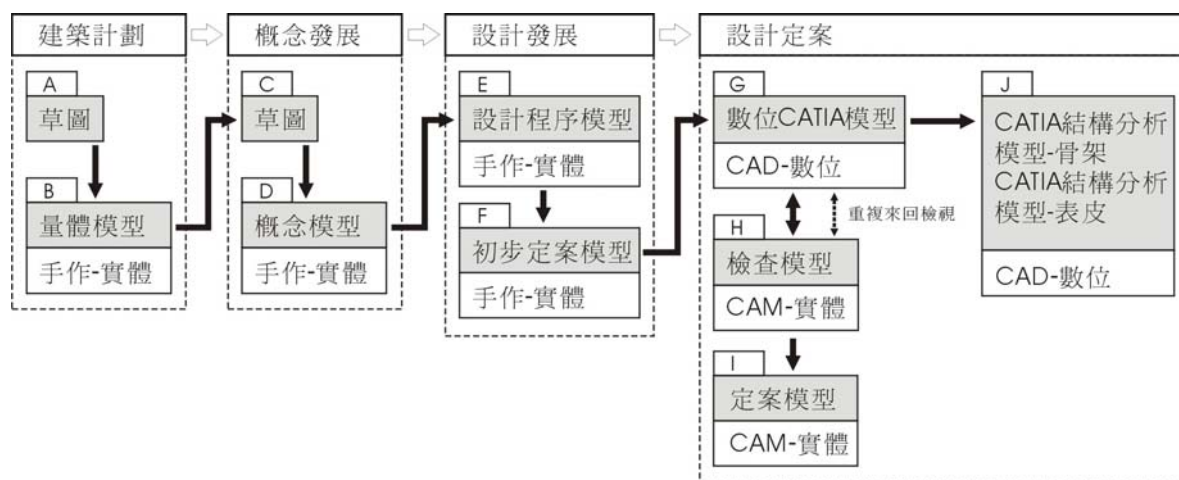 建築計劃
概念發展
設計發展
設計定案
A
草圖
B
量體模型
手作-實體
C
草圖
D
概念模型
手作-實體
E
設計程序模型
手作-實體
F
初步定案模型
手作-實體
G
數位CATIA模型
CAD-數位
重複來回檢視
H
檢查模型
CAM-實體
I
定案模型
CAM-實體
J
CATIA結構分析
模型-骨架
CATIA結構分析
模型-表皮
CAD-數位